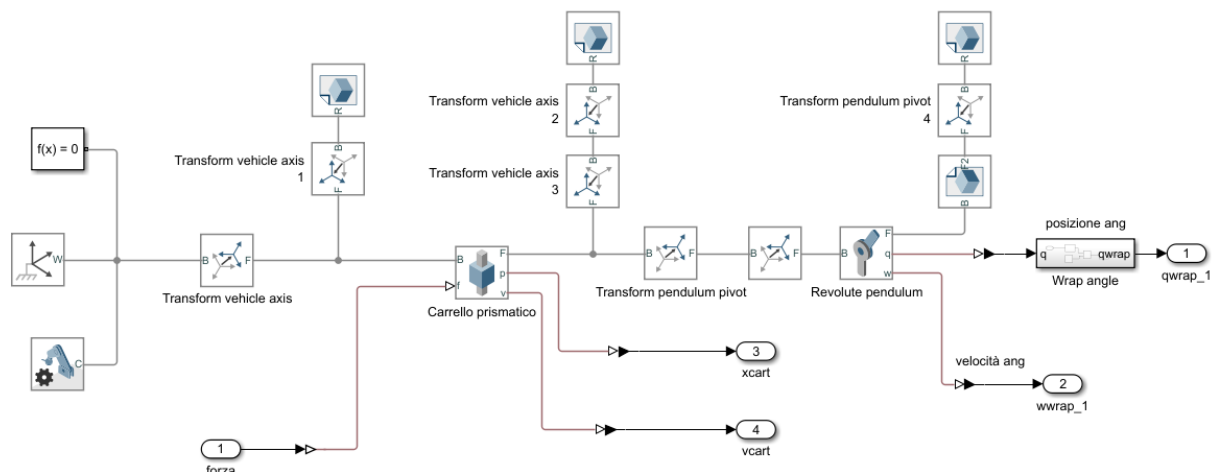 R
R
R
B
B
Transform vehicle axis
2
Transform pendulum pivot
4
F
F
f(x) = 0
B
B
F2
Transform vehicle axis
1
Transform vehicle axis
3
F
F
B
posizione ang
W
B
F
B
F
B
F
B
F
B
F
q
w
q
qwrap
1
p
f
v
qwrap_1
Transform vehicle axis
Transform pendulum pivot
Revolute pendulum
Wrap angle
Carrello prismatico
C
3
xcart
velocità ang
2
wwrap_1
1
forza
4
vcart